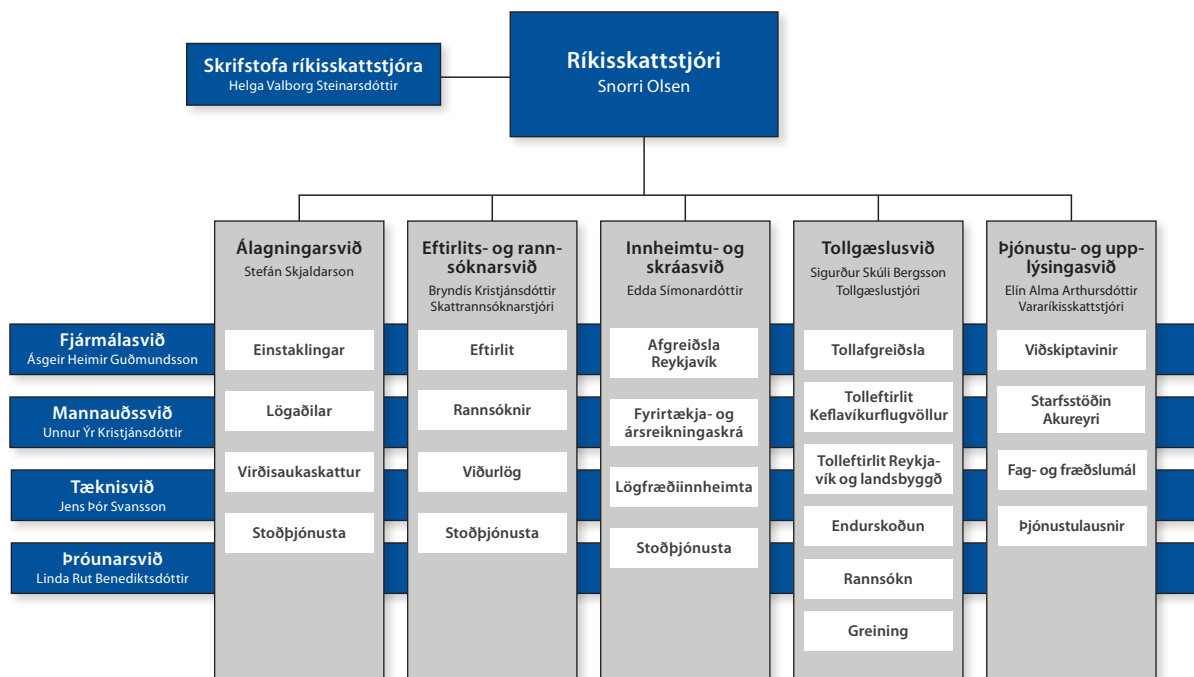 Skrifstofa ríkisskattstjóra
Helga Valborg Steinarsdóttir
Ríkisskattstjóri
Snorri Olsen
Álagningarsvið
Stefán Skjaldarson
Eftirlits- og rann-
sóknarsvið
Bryndís Kristjánsdóttir
Skattrannsóknarstjóri
Innheimtu- og
skráasvið
Edda Símonardóttir
Tollgæslusvið
Sigurður Skúli Bergsson
Tollgæslustjóri
Þjónustu- og upp-
lýsingasvið
Elín Alma Arthursdóttir
Vararíkisskattstjóri
Fjármálasvið
Ásgeir Heimir Guðmundsson
Mannauðssvið
Unnur Ýr Kristjánsdóttir
Tæknisvið
Jens Þór Svansson
Þróunarsvið
Linda Rut Benediktsdóttir
Einstaklingar
Lögaðilar
Virðisaukaskattur
Stoðþjónusta
Eftirlit
Rannsóknir
Viðurlög
Stoðþjónusta
Afgreiðsla
Reykjavík
Fyrirtækja- og
ársreikningaskrá
Lögfræðiinnheimta
Stoðþjónusta
Tollafgreiðsla
Tolleftirlit
Keflavíkurflugvöllur
Tolleftirlit Reykja-
vík og landsbyggð
Endurskoðun
Rannsókn
Greining
Viðskiptavinir
Starfsstöðin
Akureyri
Fag- og fræðslumál
Þjónustulausnir